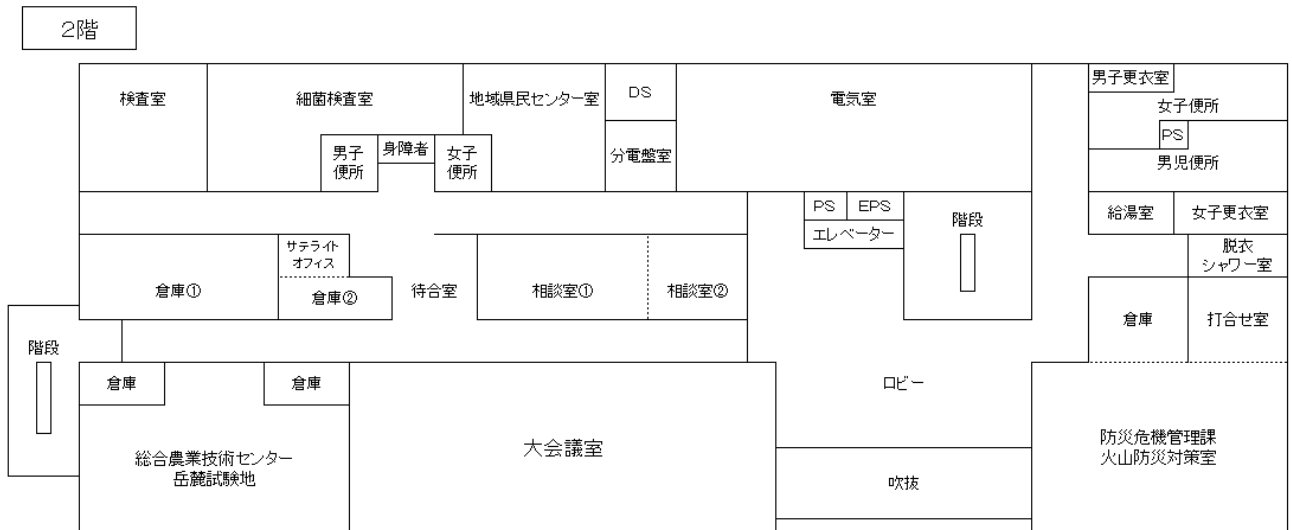 2階
検査室
細菌検査室
地域県民センター室
DS
電気室
男子更衣室
女子便所
男子
便所
身障者
女子
便所
分電盤室
PS
男児便所
PS
EPS
エレベーター
階段
給湯室
女子更衣室
サテライト
オフィス
脱衣
シャワー室
倉庫①
倉庫②
待合室
相談室①
相談室②
倉庫
打合せ室
階段
倉庫
倉庫
ロビー
総合農業技術センター
岳麓試験地
大会議室
防災危機管理課
火山防災対策室
吹抜